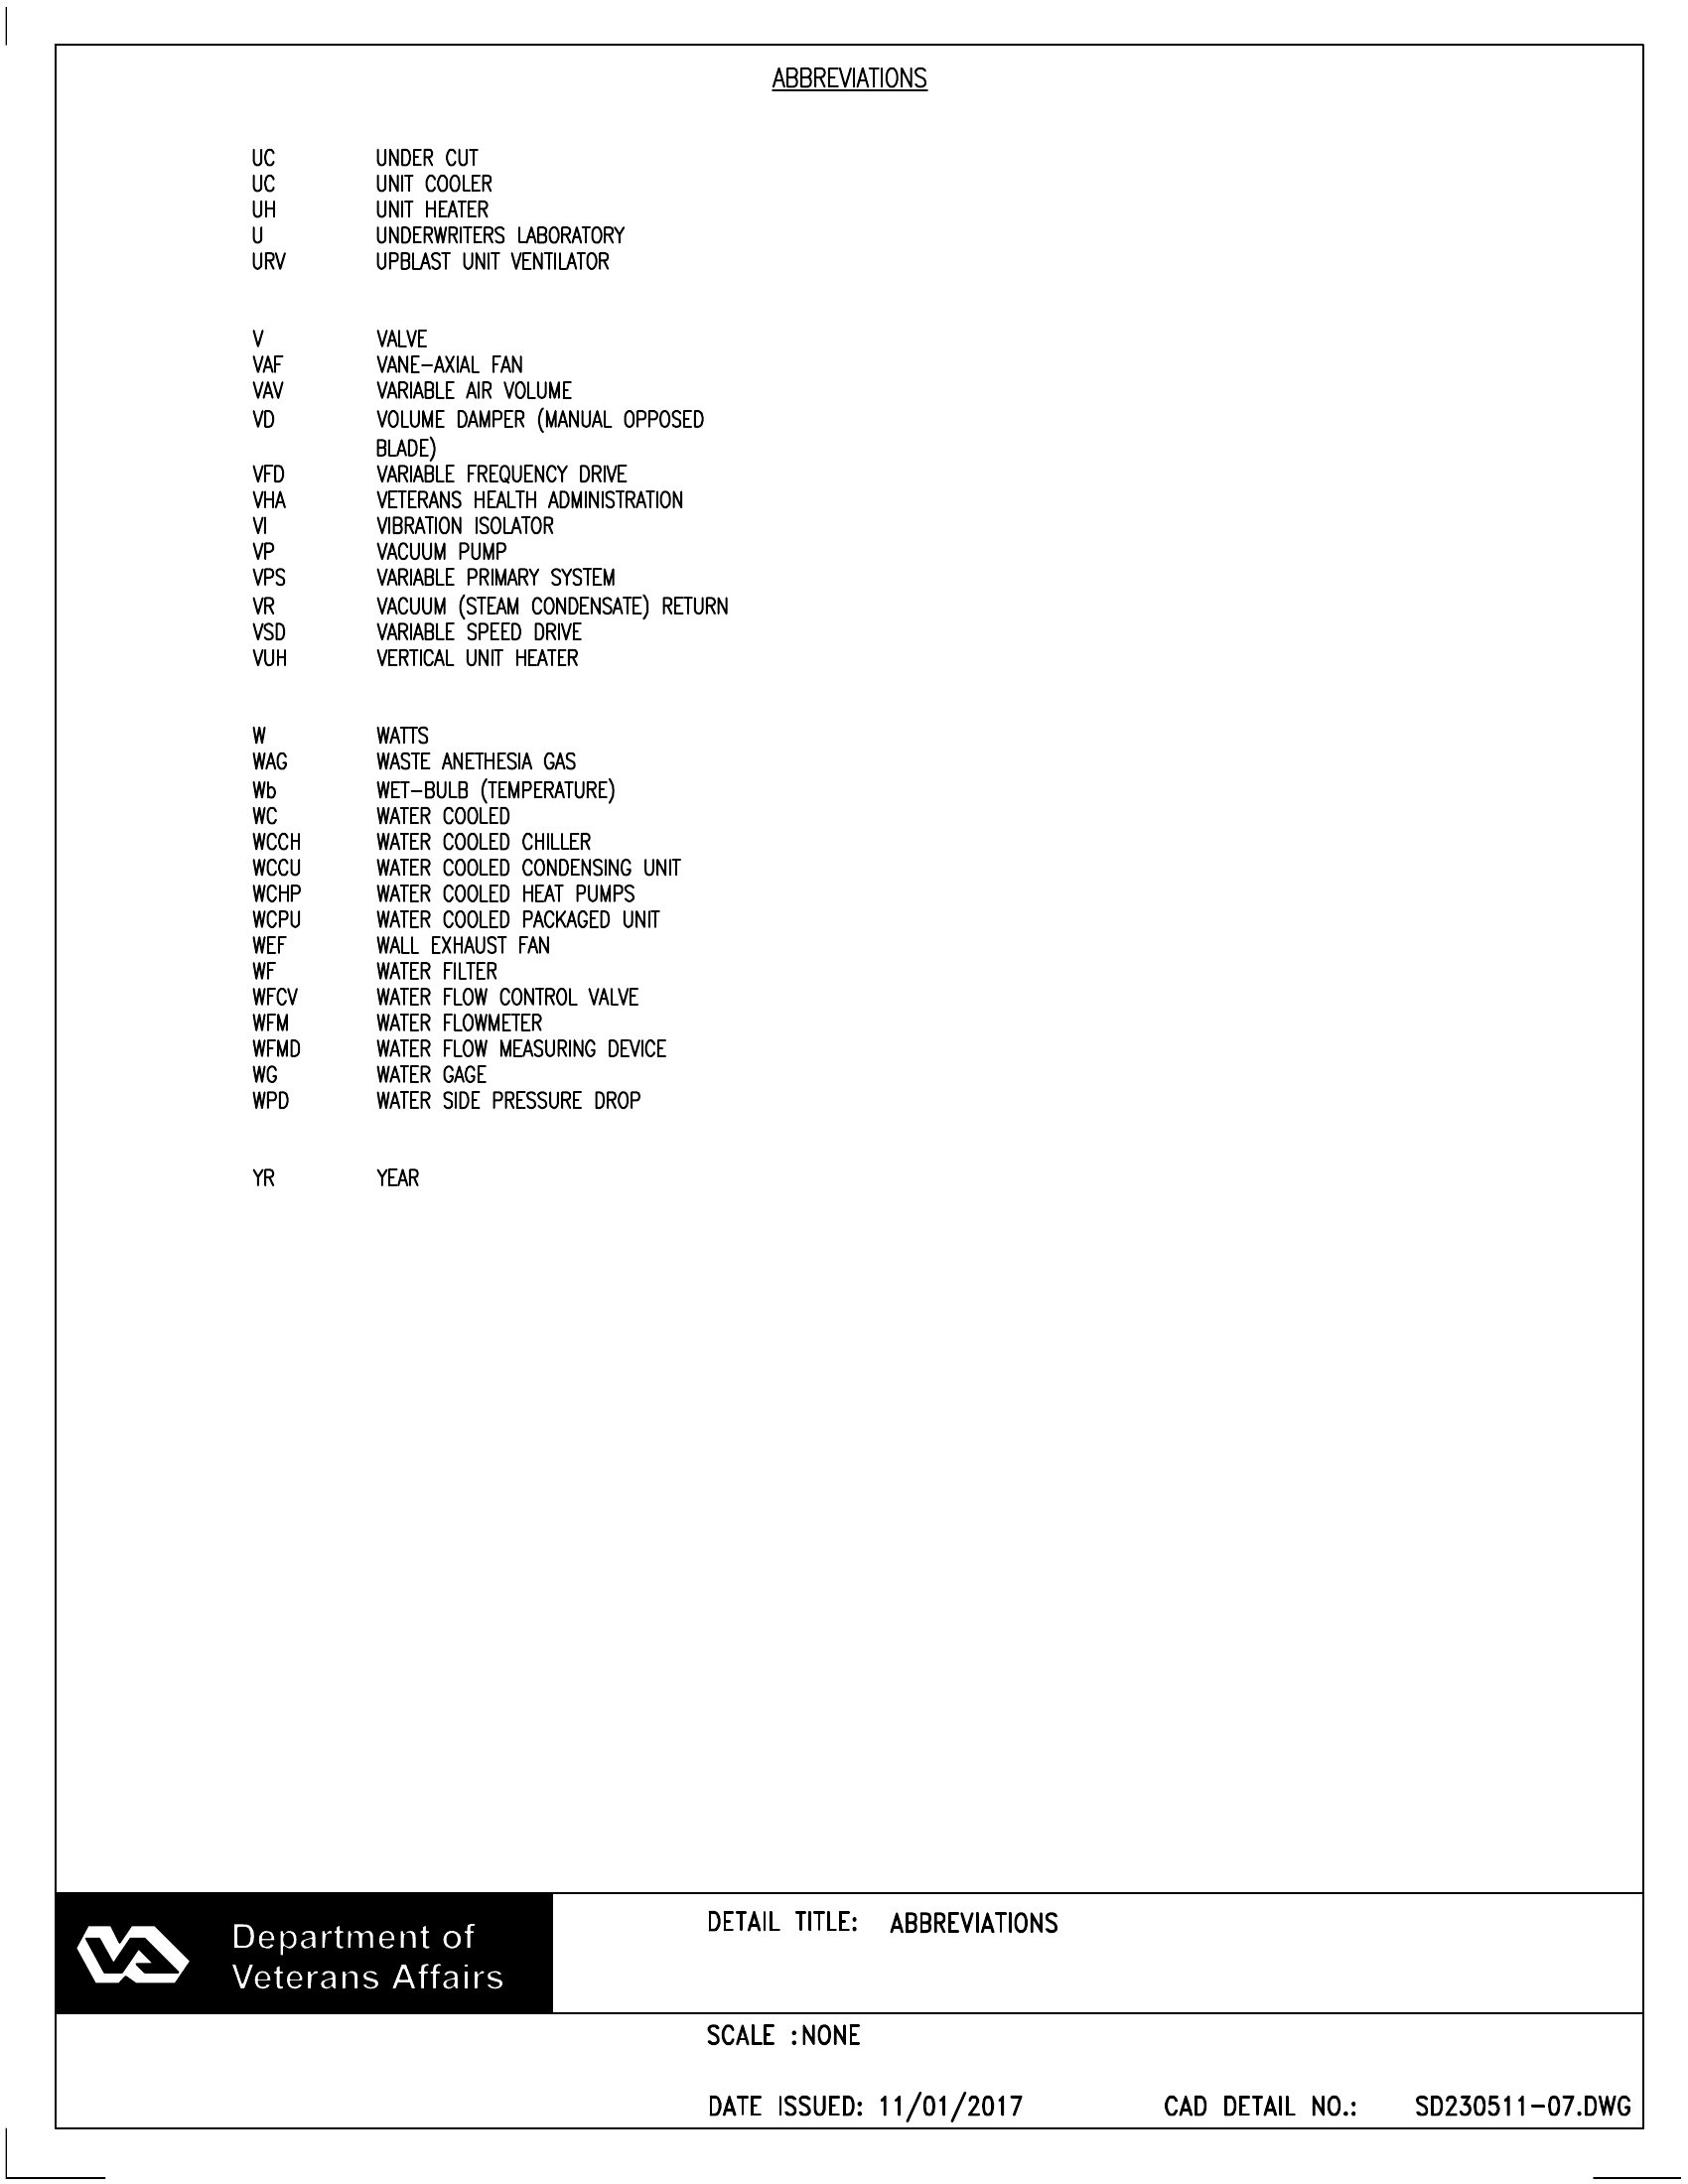 ABBREVIATIONS
UC UNDER CUT
UC UNIT COOLER
UH UNIT HEATER
U UNDERWRITERS LABORATORY
URV UPBLAST UNIT VENTILATOR
V VALVE
VAF VANE-AXIAL FAN
VAV VARIABLE AIR VOLUME
VD VOLUME DAMPER (MANUAL OPPOSED
BLADE)
VFD VARIABLE FREQUENCY DRIVE
VHA VETERANS HEALTH ADMINISTRATION
VI VIBRATION ISOLATOR
VP VACUUM PUMP
VPS VARIABLE PRIMARY SYSTEM
VR VACUUM (STEAM CONDENSATE) RETURN
VSD VARIABLE SPEED DRIVE
VUH VERTICAL UNIT HEATER
W WATTS
WAG WASTE ANETHESIA GAS
Wb WET-BULB (TEMPERATURE)
WC WATER COOLED
WCCH WATER COOLED CHILLER
WCCU WATER COOLED CONDENSING UNIT
WCHP WATER COOLED HEAT PUMPS
WCPU WATER COOLED PACKAGED UNIT
WEF WALL EXHAUST FAN
WF WATER FILTER
WFCV WATER FLOW CONTROL VALVE
WFM WATER FLOWMETER
WFMD WATER FLOW MEASURING DEVICE
WG WATER GAGE
WPD WATER SIDE PRESSURE DROP
YR YEAR
Department of
Veterans Affairs
DETAIL TITLE: ABBREVIATIONS
SCALE :NONE
DATE ISSUED: 11/01/2017 CAD DETAIL NO.: SD230511-07.DWG